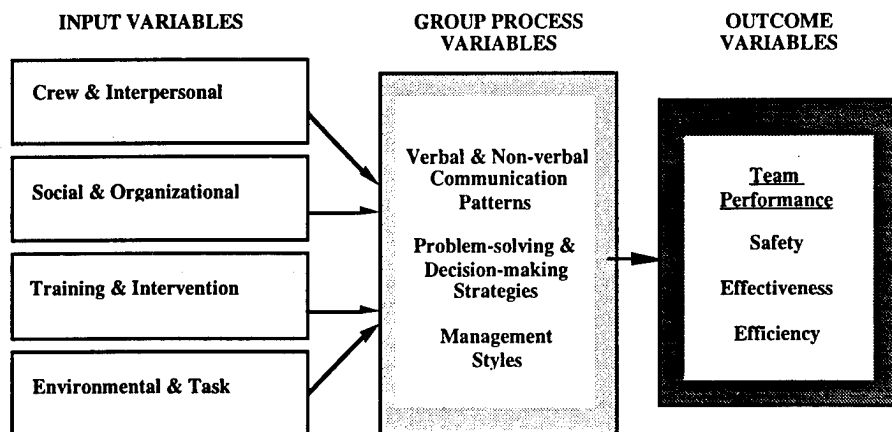 INPUT VARIABLES
Crew & Interpersonal
Social & Organizational
Training & Intervention
Environmental & Task
GROUP PROCESS
VARIABLES
Verbal & Non-verbal
Communication
Patterns
Problem-solving &
Decision-making
Strategies
Management
Styles
OUTCOME
VARIABLES
Team
Performance
Safety
Effectiveness
Efficiency